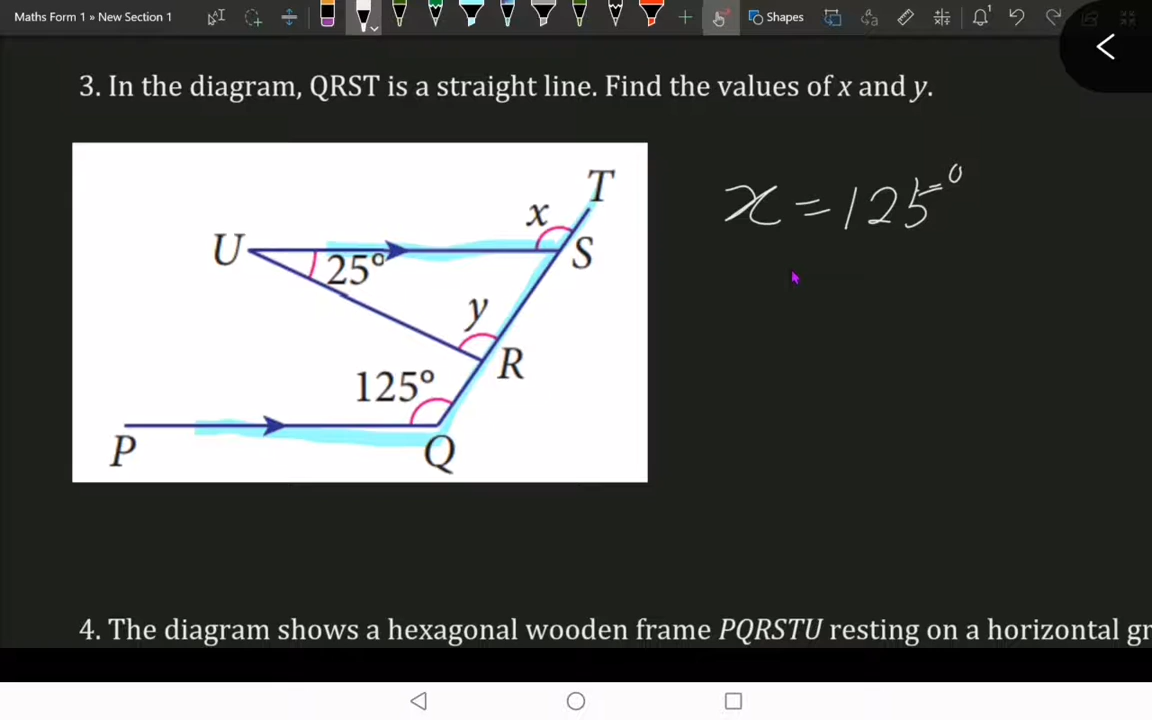 Maths Form 1 » New Section 1
Shapes
1
3. In the diagram, QRST is a straight line. Find the values of x and y.
T
x
U
S
25°
y
R
125°
P
Q
x = 125°
4. The diagram shows a hexagonal wooden frame PQRSTU resting on a horizontal gr